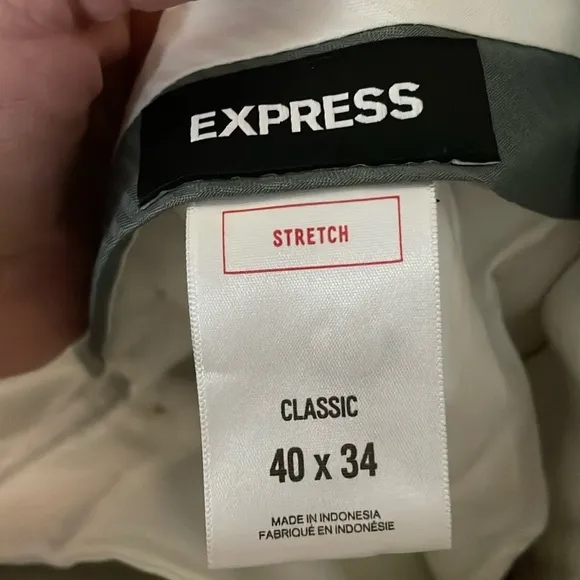 EXPRESS
STRETCH
CLASSIC
40 x 34
MADE IN INDONESIA
FABRIQUÉ EN INDONÉSIE